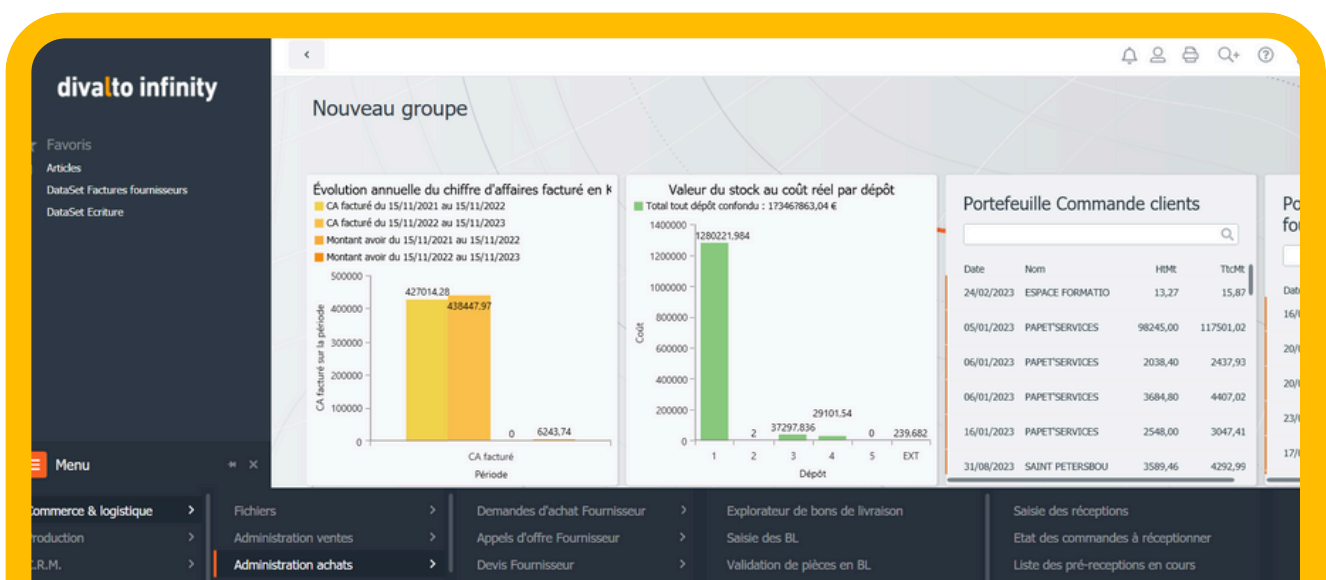 divalto infinity
Favoris
Articles
DataSet Factures fournisseurs
DataSet Ecriture
Nouveau groupe
Évolution annuelle du chiffre d'affaires facturé en K
CA facturé du 15/11/2021 au 15/11/2022
CA facturé du 15/11/2022 au 15/11/2023
Montant avoir du 15/11/2021 au 15/11/2022
Montant avoir du 15/11/2022 au 15/11/2023
CA facturé sur la période
500000
400000
300000
200000
100000
0
427014,28
438447,97
0
6243,74
CA facturé
Période
Valeur du stock au coût réel par dépôt
Total tout dépôt confondu : 1?346?863,04 €
Coût
1400000
1200000
1000000
800000
600000
400000
200000
0
1280221,984
2
37297.836
29101.54
0
239.682
1 2 3 4 5 EXT
Dépôt
Portefeuille Commande clients
Date Nom HtMt TtcMt
24/02/2023 ESPACE FORMATIO 13,27 15,87
05/01/2023 PAPET'SERVICES 98245,00 117501,02
06/01/2023 PAPET'SERVICES 2038,40 2437,93
06/01/2023 PAPET'SERVICES 3684,80 4407,02
16/01/2023 PAPET'SERVICES 2548,00 3047,41
31/08/2023 SAINT PETERSBOU 3589,46 4292,99
Menu
Commerce & logistique
Production
C.R.M.
Fichiers
Administration ventes
Administration achats
Demandes d'achat Fournisseur
Appels d'offre Fournisseur
Devis Fournisseur
Explorateur de bons de livraison
Saisie des BL
Validation de pièces en BL
Saisie des réceptions
Etat des commandes à réceptionner
Liste des pré-receptions en cours